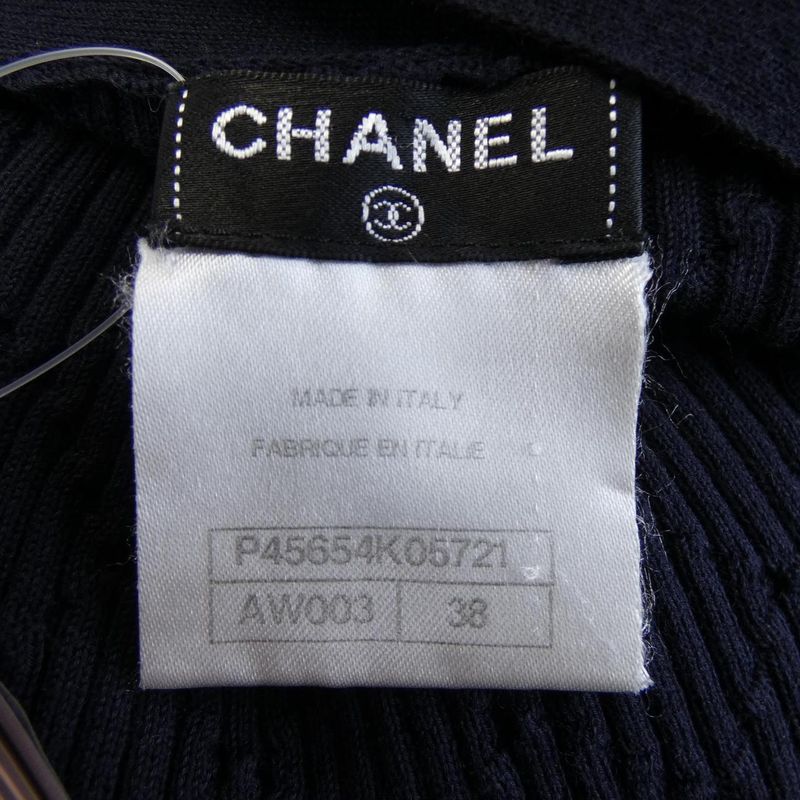 CHANEL
MADE IN ITALY
FABRIQUE EN ITALIE
P45654K05721
AW003 38